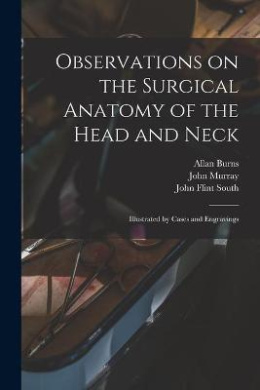 Observations on
the Surgical
Anatomy of the
Head and Neck
Allan Burns
John Murray
John Flint South
Illustrated by Cases and Engravings